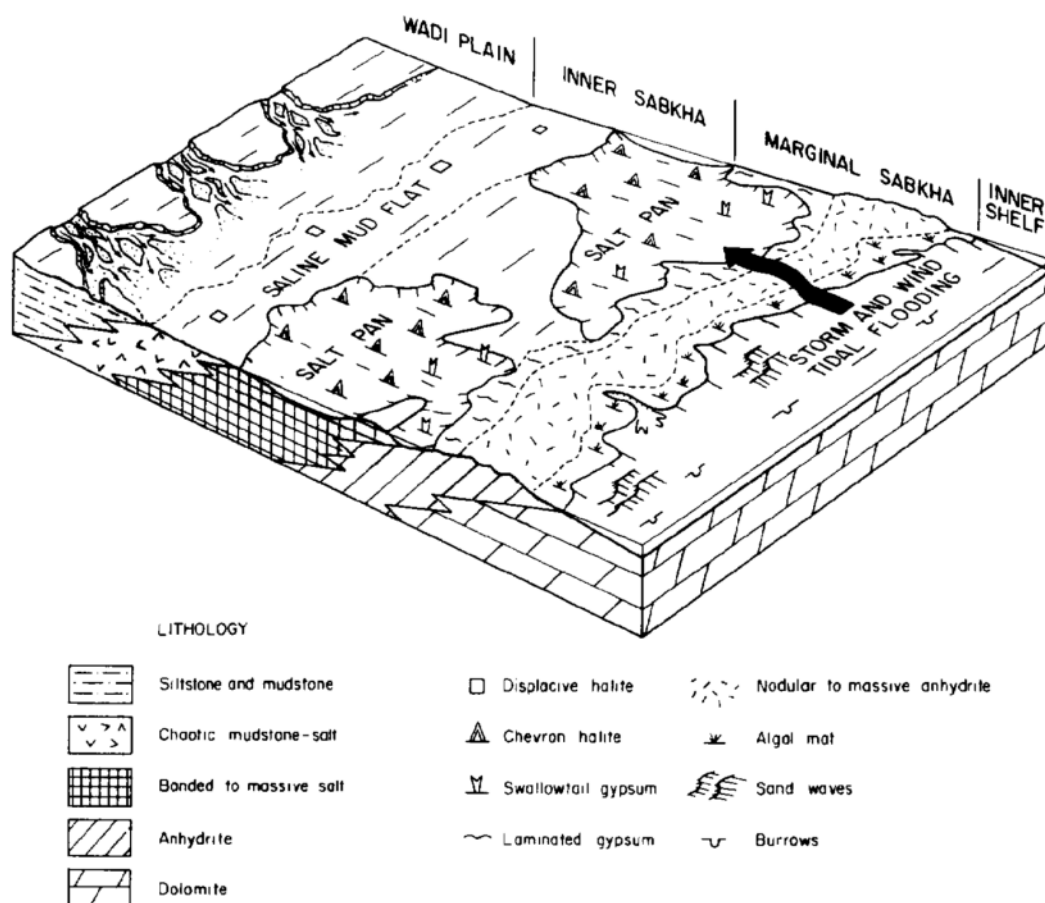 WADI PLAIN
INNER SABKHA
MARGINAL SABKHA
INNER
SHELF
SALINE MUD FLAT
SALT PAN
SALT PAN
STORM AND WIND
TIDAL FLOODING
LITHOLOGY
Siltstone and mudstone
Chaotic mudstone-salt
Banded to massive salt
Anhydrite
Dolomite
Displacive halite
Chevron halite
Swallowtail gypsum
Laminated gypsum
Nodular to massive anhydrite
Algal mat
Sand waves
Burrows